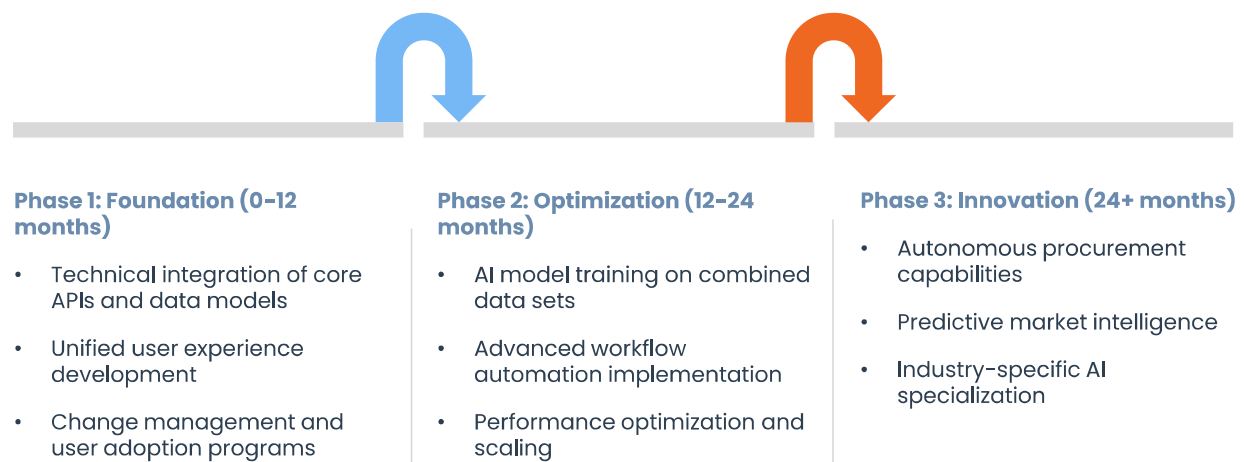 Phase 1: Foundation (0-12
months)
• Technical integration of core
APIs and data models
• Unified user experience
development
• Change management and
user adoption programs
Phase 2: Optimization (12-24
months)
• AI model training on combined
data sets
• Advanced workflow
automation implementation
• Performance optimization and
scaling
Phase 3: Innovation (24+ months)
• Autonomous procurement
capabilities
• Predictive market intelligence
• Industry-specific AI
specialization